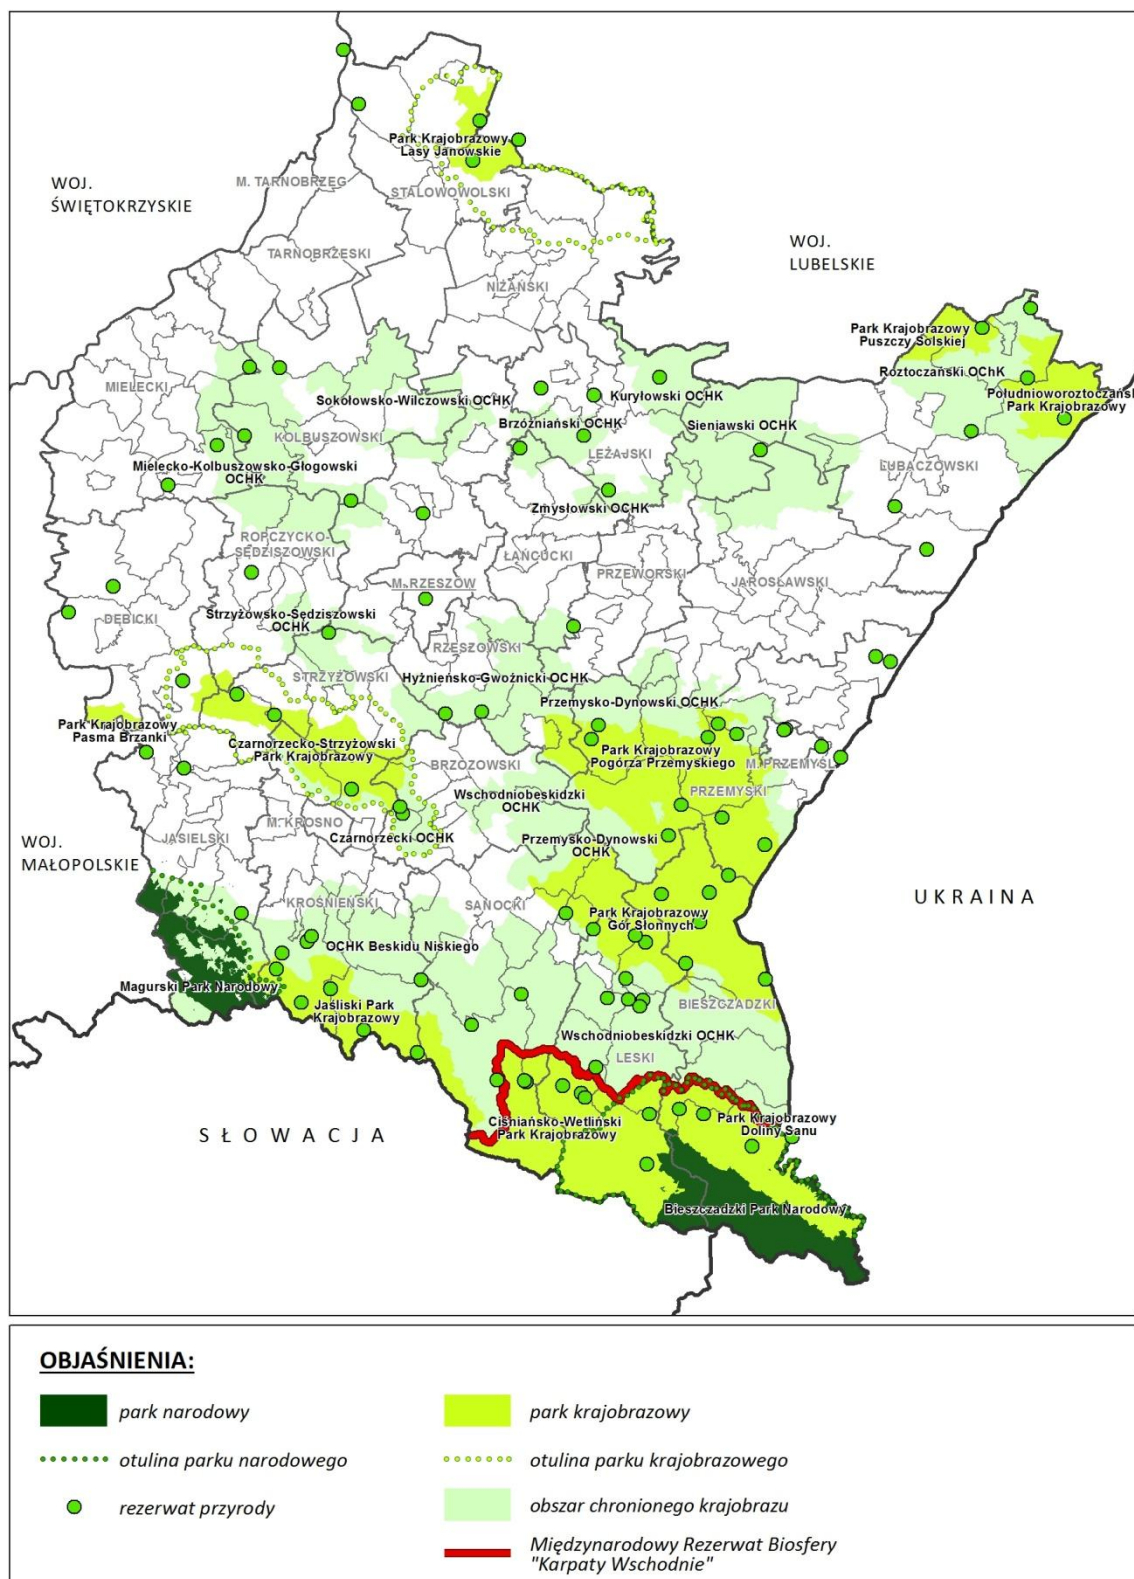 Park Krajobrazowy
Lasy Janowskie
WOJ.
ŚWIĘTOKRZYSKIE
M. TARNOBRZEG
STALOWOWOLSKI
TARNOBRZESKI
WOJ.
LUBELSKIE
NIŻAŃSKI
Park Krajobrazowy
Puszczy Solskiej
Roztoczański OChK
Południoworoztoczańsk
Park Krajobrazowy
MIELECKI
Sokołowsko-Wilczowski OCHK
Kuryłowski OCHK
KOLBUSZOWSKI
Brzóźniański OCHK
Sieniawski OCHK
LEŻAJSKI
LUBACZOWSKI
Mielecko-Kolbuszowsko-Głogowski
OCHK
Zmysłowski OCHK
ROPCZYCKO-
SĘDZISZOWSKI
ŁAŃCUCKI
PRZEWORSKI
JAROSŁAWSKI
M. RZESZÓW
DĘBICKI
Strzyżowsko-Sędziszowski
OCHK
RZESZOWSKI
STRZYŻOWSKI
Hyżnieńsko-Gwoźnicki OCHK
Przemysko-Dynowski OCHK
Park Krajobrazowy
Pasma Brzanki
Czarnorzecko-Strzyżowski
Park Krajobrazowy
Park Krajobrazowy
Pogórza Przemyskiego
BRZOZOWSKI
M. PRZEMYŚL
PRZEMYSKI
Wschodniobeskidzki
OCHK
M. KROSNO
JASIELSKI
Czarnorzecki OCHK
Przemysko-Dynowski
OCHK
WOJ.
MAŁOPOLSKIE
UKRAINA
KROŚNIEŃSKI
SANOCKI
Park Krajobrazowy
Gór Słonnych
OCHK Beskidu Niskiego
Magurski Park Narodowy
Jaśliski Park
Krajobrazowy
BIESZCZADZKI
Wschodniobeskidzki OCHK
LESKI
Ciśniańsko-Wetliński
Park Krajobrazowy
Park Krajobrazowy
Doliny Sanu
SŁOWACJA
Bieszczadzki Park Narodowy
OBJAŚNIENIA:
park narodowy
otulina parku narodowego
rezerwat przyrody
park krajobrazowy
otulina parku krajobrazowego
obszar chronionego krajobrazu
Międzynarodowy Rezerwat Biosfery
"Karpaty Wschodnie"